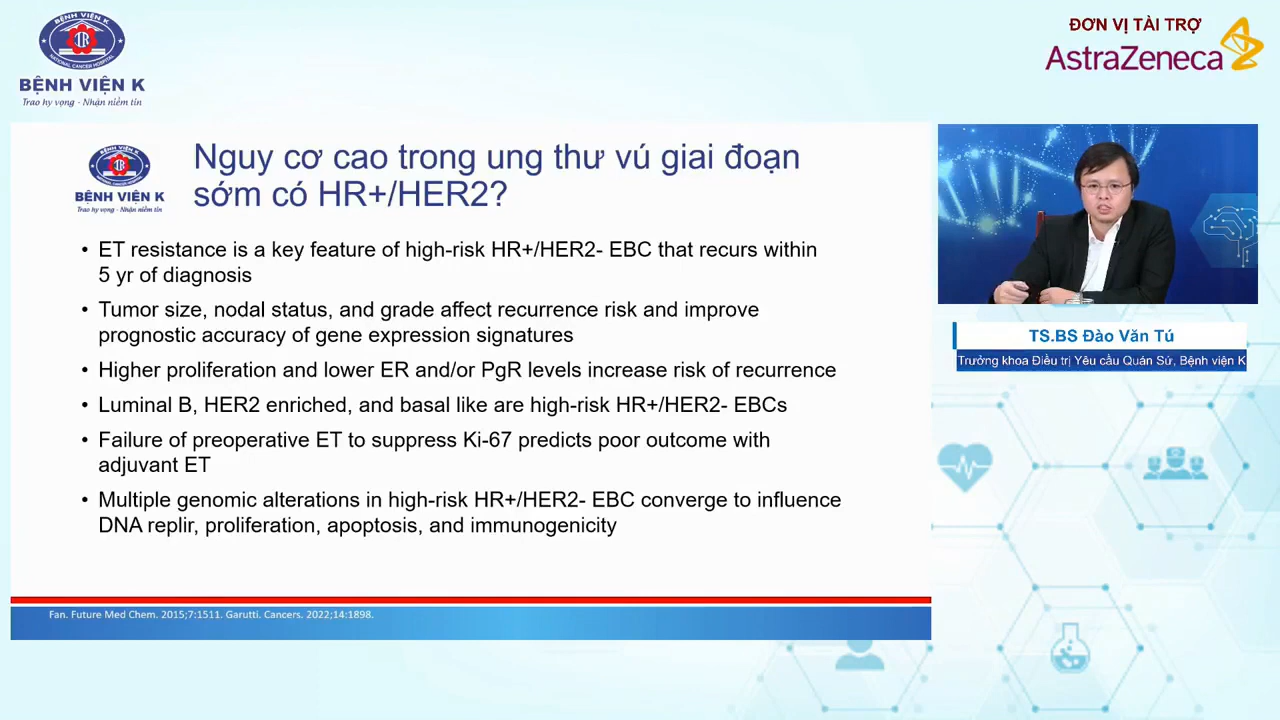 BỆNH VIỆN K
NATIONAL CANCER HOSPITAL
BỆNH VIỆN K
Trao hy vọng - Nhận niềm tin
ĐƠN VỊ TÀI TRỢ
AstraZeneca
BỆNH VIỆN K
BỆNH VIỆN K
Trao hy vọng - Nhận niềm tin
Nguy cơ cao trong ung thư vú giai đoạn
sớm có HR+/HER2?
• ET resistance is a key feature of high-risk HR+/HER2- EBC that recurs within
5 yr of diagnosis
• Tumor size, nodal status, and grade affect recurrence risk and improve
prognostic accuracy of gene expression signatures
• Higher proliferation and lower ER and/or PgR levels increase risk of recurrence
• Luminal B, HER2 enriched, and basal like are high-risk HR+/HER2- EBCs
• Failure of preoperative ET to suppress Ki-67 predicts poor outcome with
adjuvant ET
• Multiple genomic alterations in high-risk HR+/HER2- EBC converge to influence
DNA replir, proliferation, apoptosis, and immunogenicity
Fan. Future Med Chem. 2015;7:1511. Garutti. Cancers. 2022;14:1898.
TS.BS Đào Văn Tú
Trưởng khoa Điều trị Yêu cầu Quán Sứ, Bệnh viện K